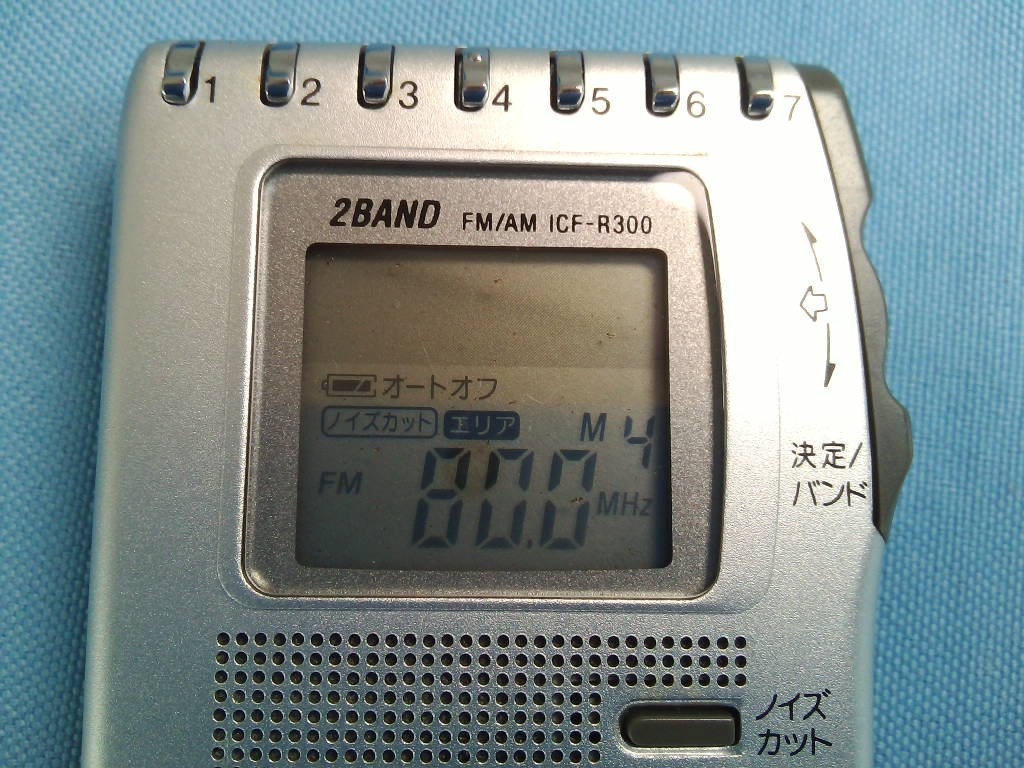 1 2 3 4 5 6 7
2BAND FM/AM ICF-R300
オートオフ
ノイズカット エリア M 4
FM 80.0 MHz
決定/
バンド
ノイズ
カット